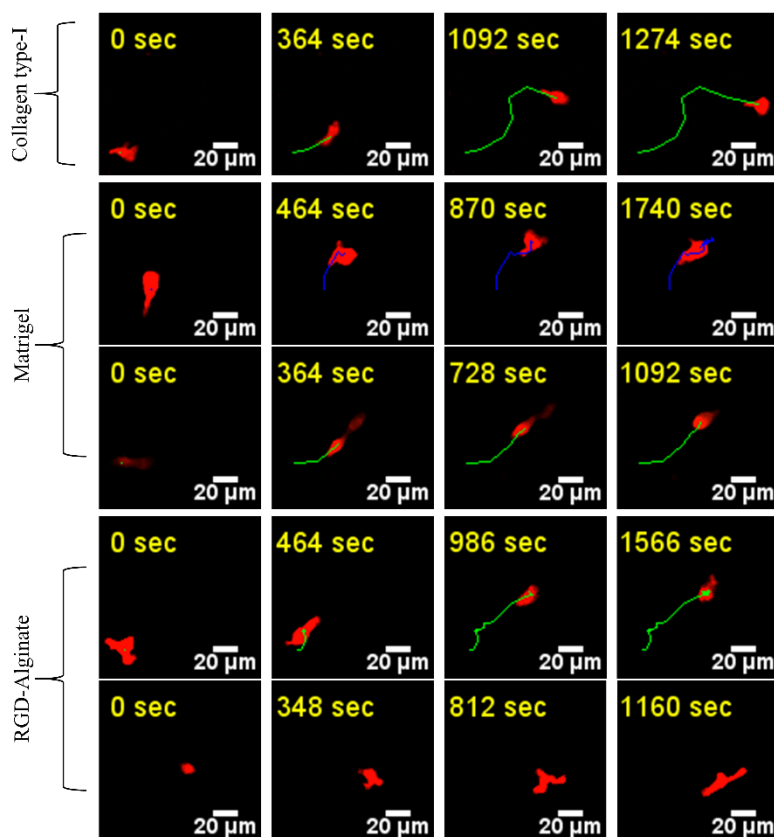 Collagen type-I
0 sec 364 sec 1092 sec 1274 sec
20 µm 20 µm 20 µm 20 µm
Matrigel
0 sec 464 sec 870 sec 1740 sec
20 µm 20 µm 20 µm 20 µm
0 sec 364 sec 728 sec 1092 sec
20 µm 20 µm 20 µm 20 µm
RGD-Alginate
0 sec 464 sec 986 sec 1566 sec
20 µm 20 µm 20 µm 20 µm
0 sec 348 sec 812 sec 1160 sec
20 µm 20 µm 20 µm 20 µm